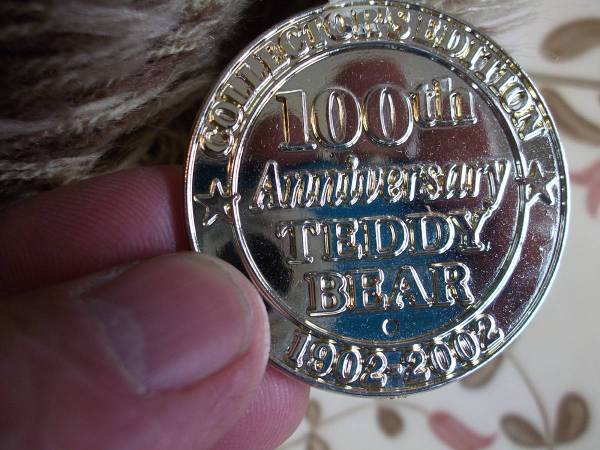 COLLECTOR'S EDITION
100th
Anniversary
TEDDY
BEAR
1902-2002